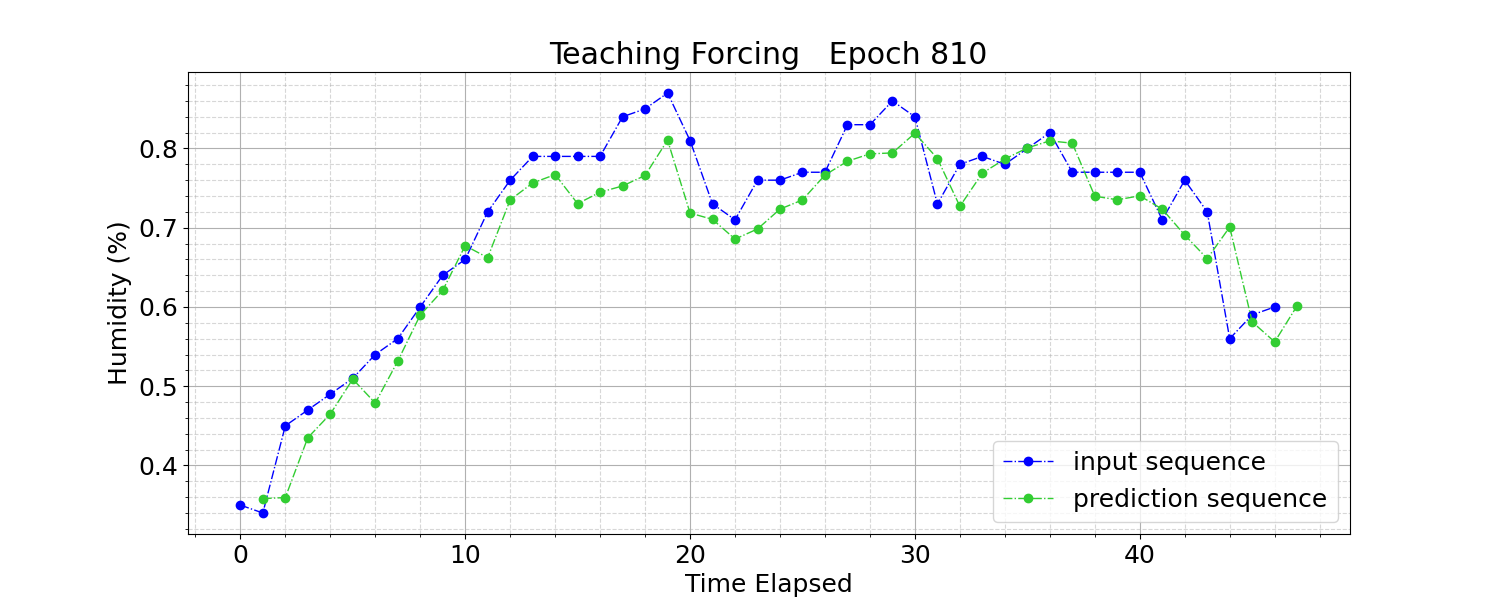 Teaching Forcing   Epoch 810
Humidity (%)
0.8
0.7
0.6
0.5
0.4
input sequence
prediction sequence
0 10 20 30 40
Time Elapsed